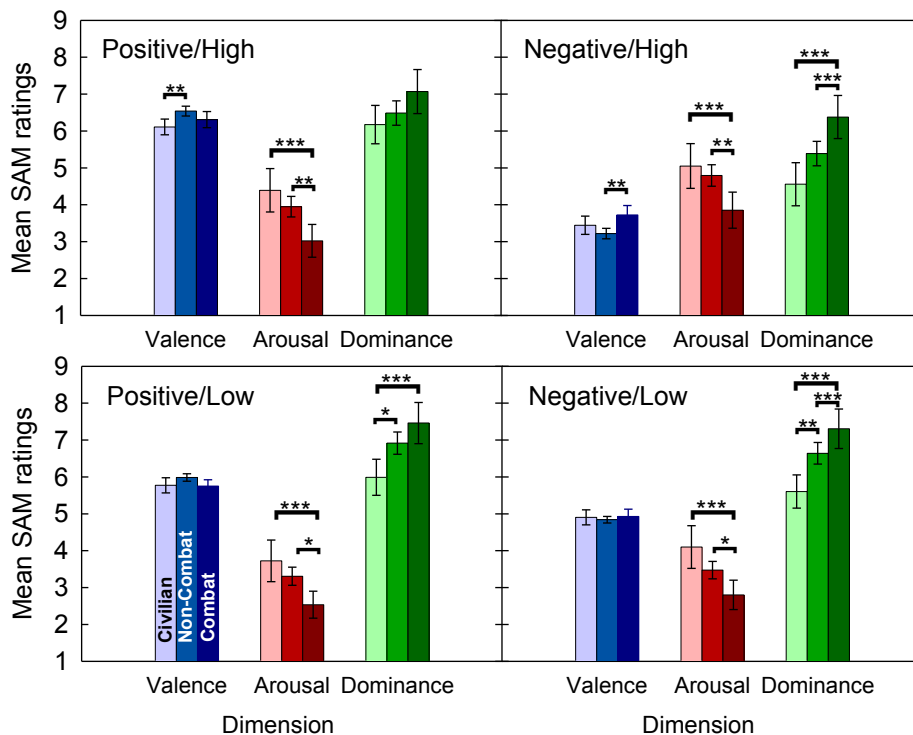 Mean SAM ratings
9
8
7
6
5
4
3
2
1
Positive/High
**
***
**
Valence Arousal Dominance
Negative/High
**
***
**
***
***
Valence Arousal Dominance
Mean SAM ratings
9
8
7
6
5
4
3
2
1
Positive/Low
Civilian
Non-Combat
Combat
***
*
***
*
Valence Arousal Dominance
Dimension
Negative/Low
***
*
***
***
**
Valence Arousal Dominance
Dimension